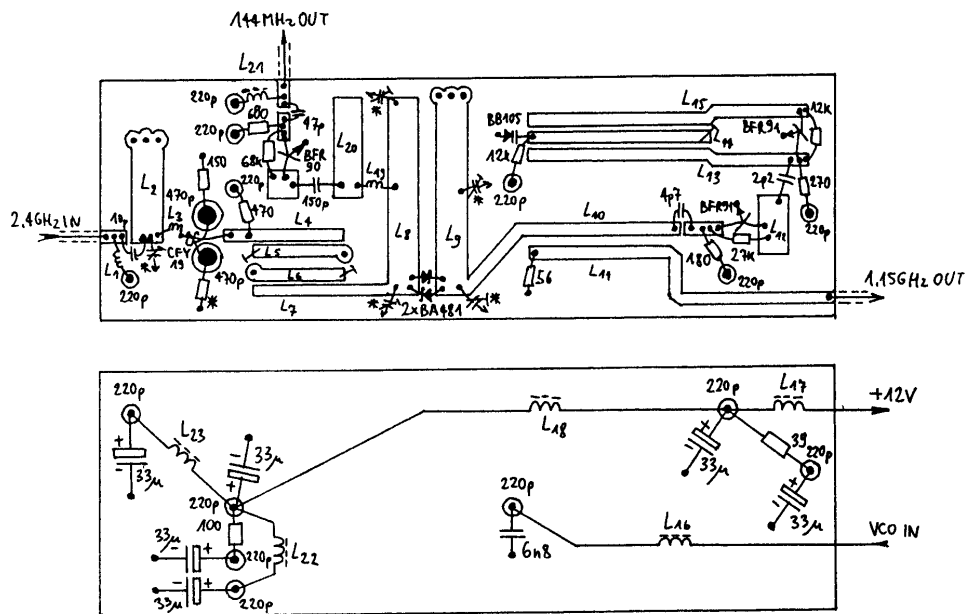 144MHz OUT
L21
220p
680
47p
220p
68k
BFR
90
150p
L20
L19
150
220p
470p
470
L2
L3
L4
2,4GHz IN
10p
*
CFY
19
L1
220p
470p
*
L5
L6
L7
L8
L9
*
*
*
*
*
2xBA481
BB105
12k
220p
L15
L14
L13
BFR91
12k
2p2
270
220p
L10
4p7
BFR91A
L12
27k
180
220p
L11
56
1,15GHz OUT
220p
+
-
33µ
L23
-
33µ
+
220p
100
33µ
-
+
220p
L22
-
+
33µ
220p
L18
220p
L17
+12V
+
-
33µ
39
220p
+
-
33µ
220p
6n8
L16
VCO IN